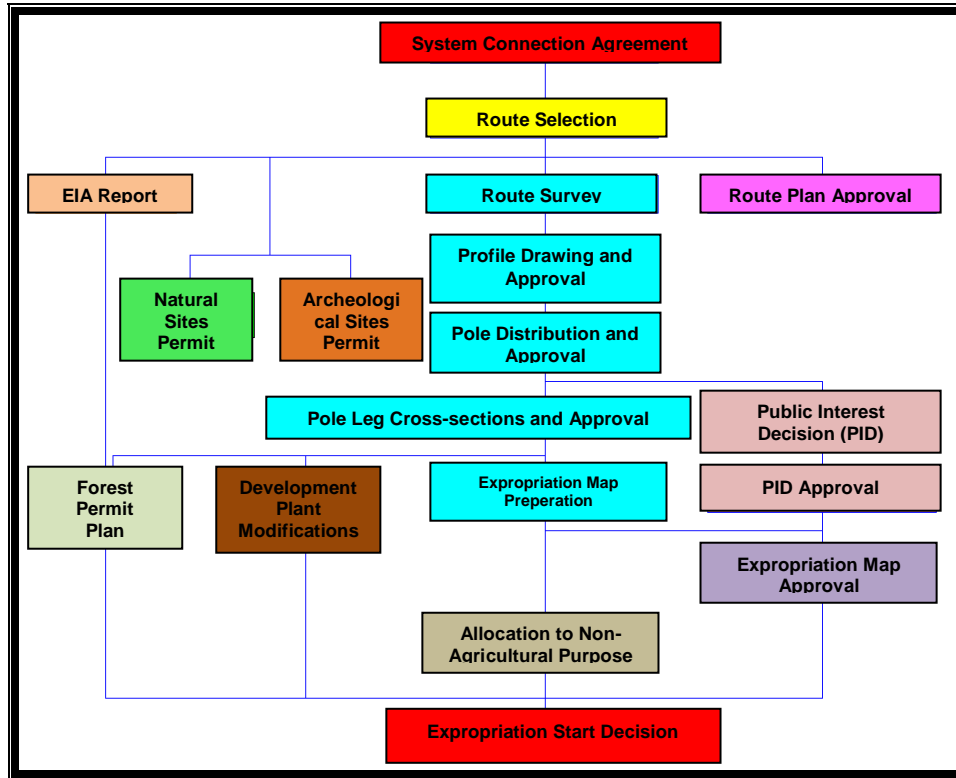 System Connection Agreement
Route Selection
EIA Report
Route Survey
Route Plan Approval
Profile Drawing and
Approval
Natural
Sites
Permit
Archeologi
cal Sites
Permit
Pole Distribution and
Approval
Pole Leg Cross-sections and Approval
Public Interest
Decision (PID)
Forest
Permit
Plan
Development
Plant
Modifications
Expropriation Map
Preperation
PID Approval
Expropriation Map
Approval
Allocation to Non-
Agricultural Purpose
Expropriation Start Decision